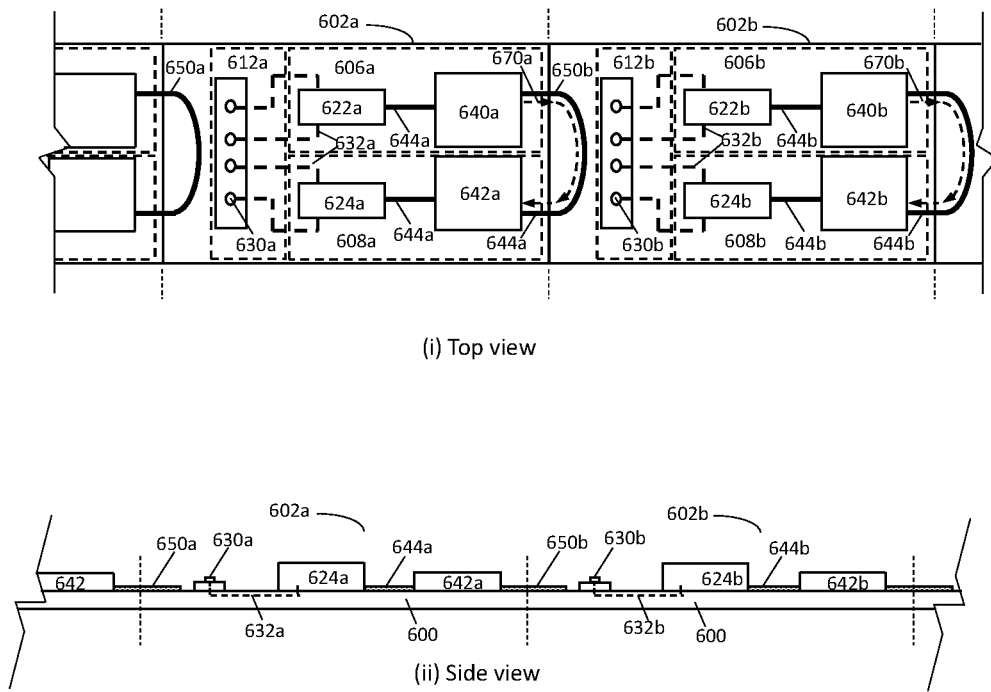 602a 602b
650a 612a 606a 670a 650b 612b 606b 670b
622a 640a 622b 640b
644a 644b
632a 632b
624a 642a 624b 642b
644a 644b
630a 608a 644a 630b 608b 644b
(i) Top view
602a 602b
650a 630a 644a 650b 630b 644b
642 624a 642a 624b 642b
632a 600 632b 600
(ii) Side view